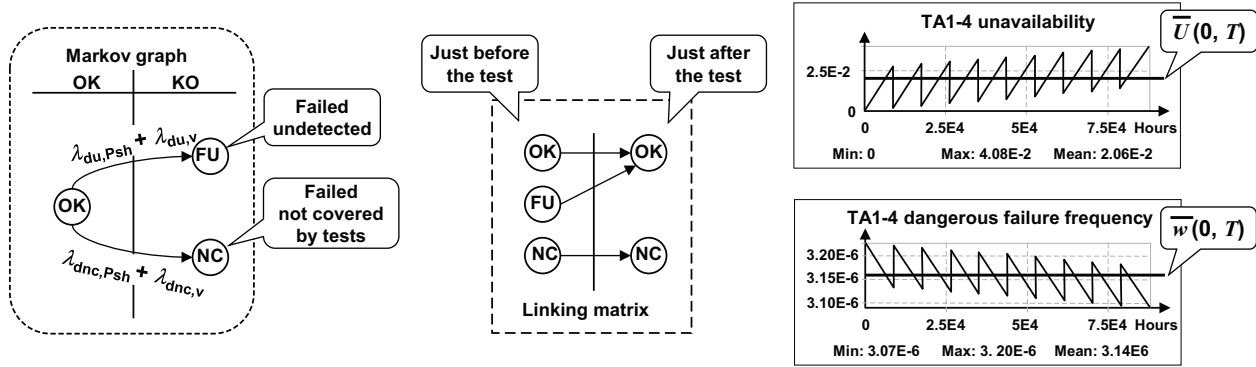 Markov graph
OK KO
Failed
undetected
λdu,Psh + λdu,v
FU
OK
Failed
not covered
by tests
NC
λdnc,Psh + λdnc,v
Just before
the test
Just after
the test
OK OK
FU
NC NC
Linking matrix
TA1-4 unavailability
U(0, T)
2.5E-2
0
0 2.5E4 5E4 7.5E4 Hours
Min: 0 Max: 4.08E-2 Mean: 2.06E-2
TA1-4 dangerous failure frequency
w(0, T)
3.20E-6
3.15E-6
3.10E-6
0 2.5E4 5E4 7.5E4 Hours
Min: 3.07E-6 Max: 3. 20E-6 Mean: 3.14E6